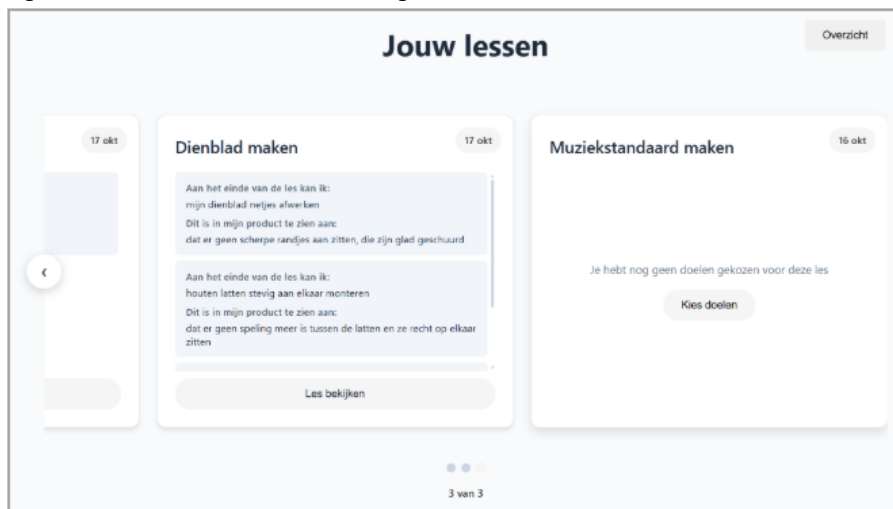 Jouw lessen
Overzicht
17 okt
Dienblad maken
17 okt
Aan het einde van de les kan ik:
mijn dienblad netjes afwerken
Dit is in mijn product te zien aan:
dat er geen scherpe randjes aan zitten, die zijn glad geschuurd
Aan het einde van de les kan ik:
houten latten stevig aan elkaar monteren
Dit is in mijn product te zien aan:
dat er geen speling meer is tussen de latten en ze recht op elkaar
zitten
Les bekijken
Muziekstandaard maken
16 okt
Je hebt nog geen doelen gekozen voor deze les
Kies doelen
3 van 3